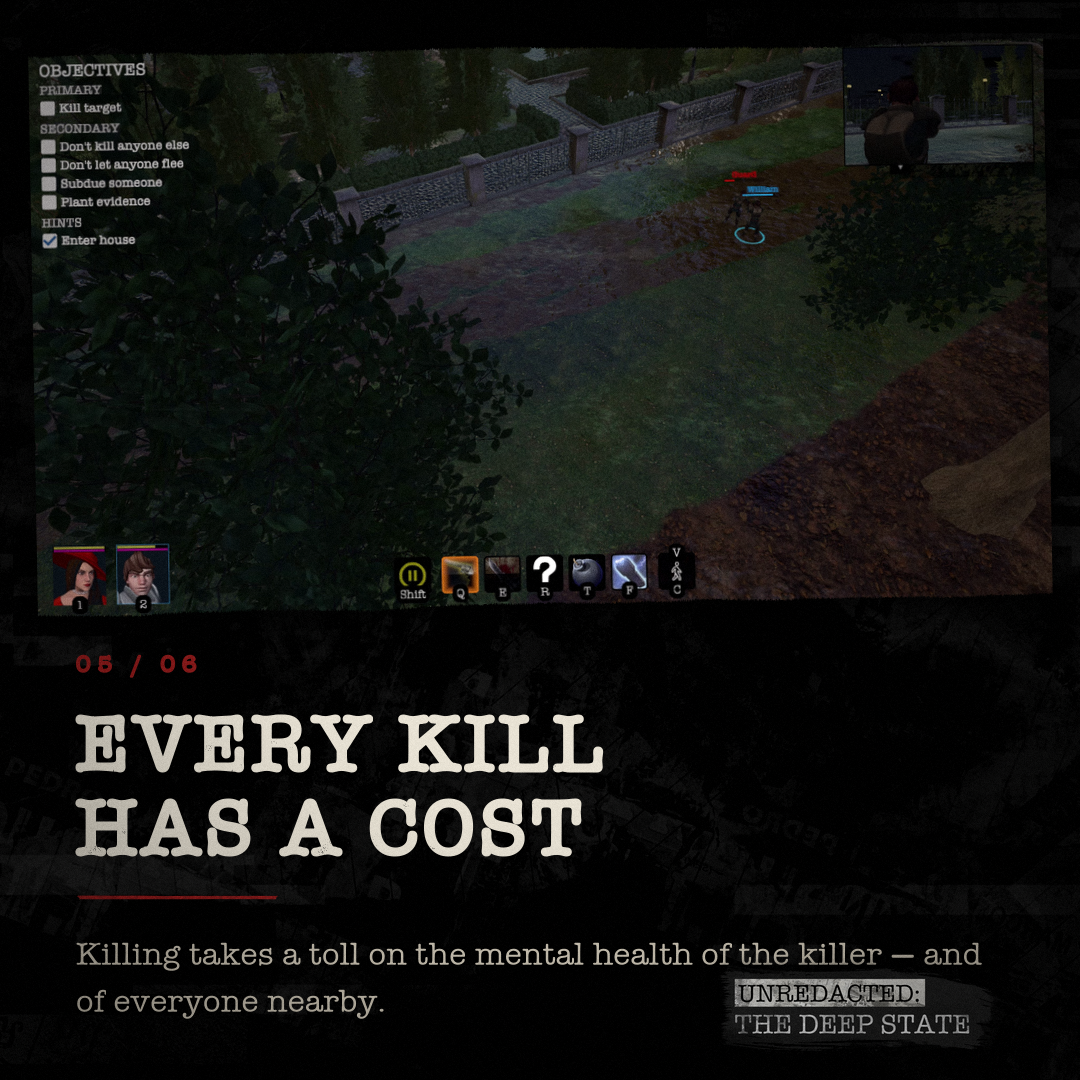 OBJECTIVES
PRIMARY
Kill target
SECONDARY
Don't kill anyone else
Don't let anyone flee
Subdue someone
Plant evidence
HINTS
Enter house
Guard
William
1
2
Shift
Q
E
R
T
F
V
C
05 / 06
EVERY KILL
HAS A COST
Killing takes a toll on the mental health of the killer — and
of everyone nearby.
UNREDACTED:
THE DEEP STATE